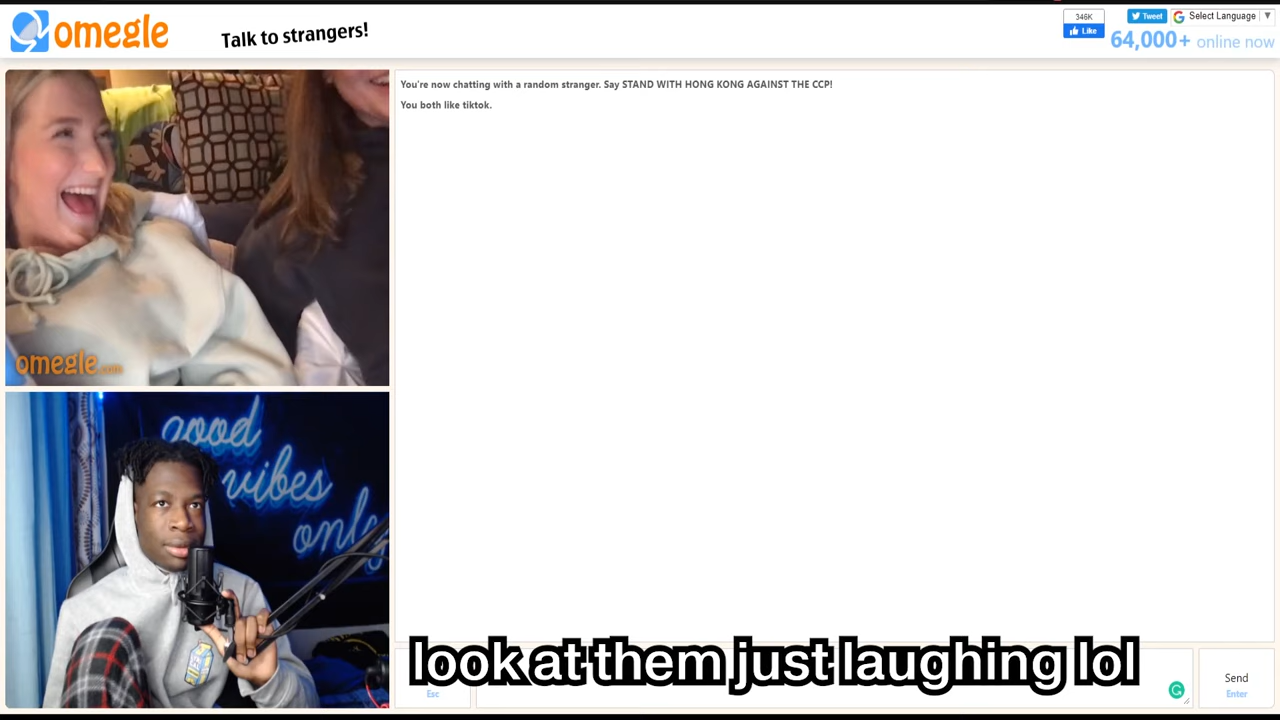 omegle
Talk to strangers!
346K
Like
Tweet
Select Language
64,000+ online now
You're now chatting with a random stranger. Say STAND WITH HONG KONG AGAINST THE CCP!
You both like tiktok.
omegle.com
good
vibes
only
look at them just laughing lol
Esc
Send
Enter